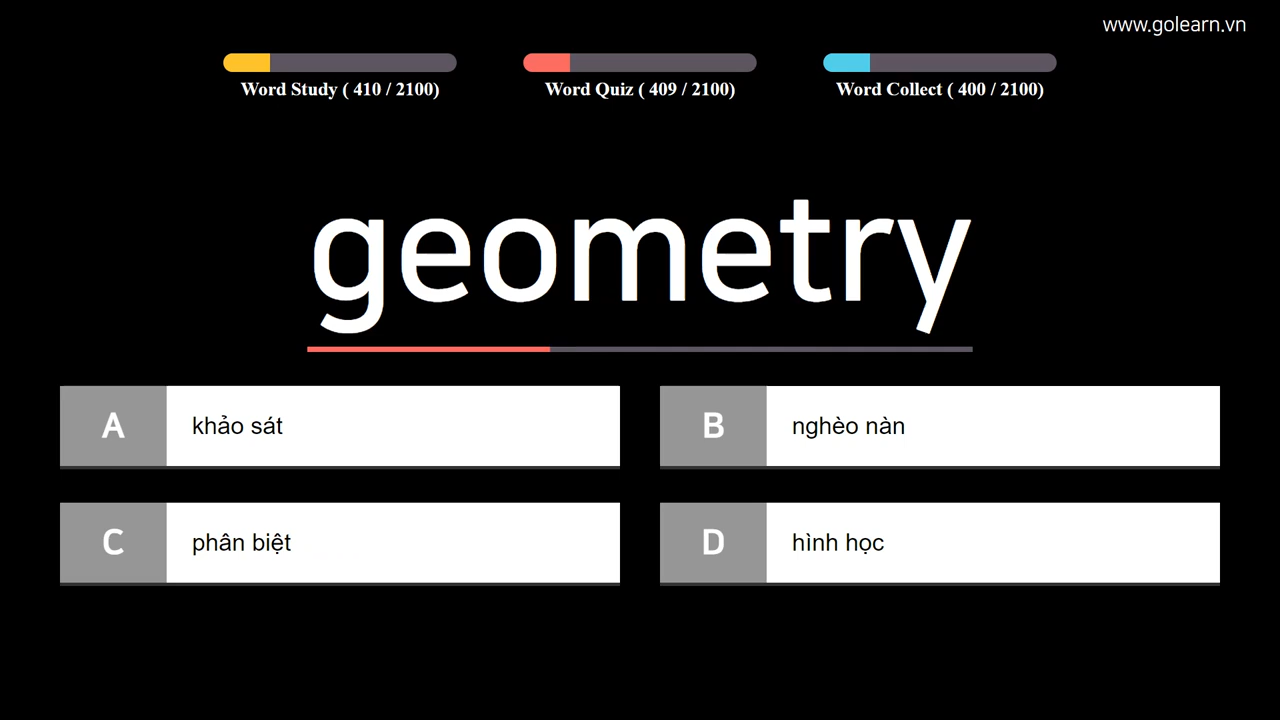 www.golearn.vn
Word Study ( 410 / 2100)
Word Quiz ( 409 / 2100)
Word Collect ( 400 / 2100)
geometry
A khảo sát
B nghèo nàn
C phân biệt
D hình học